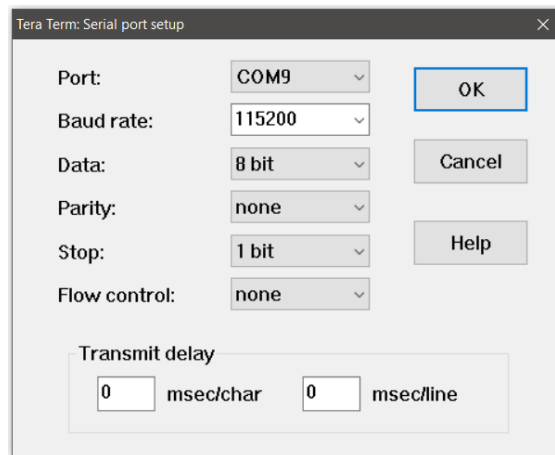 Tera Term: Serial port setup
Port: COM9
OK
Baud rate: 115200
Data: 8 bit
Cancel
Parity: none
Stop: 1 bit
Help
Flow control: none
Transmit delay
0 msec/char 0 msec/line